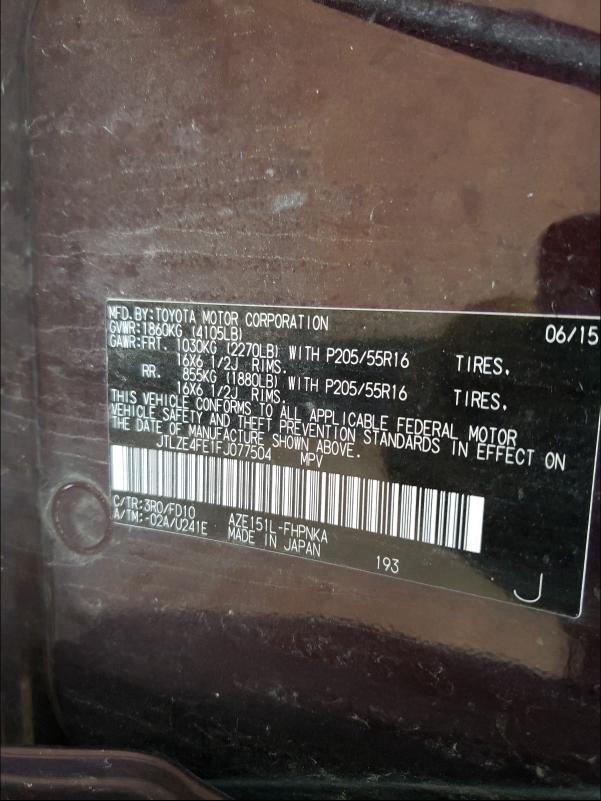 MFD.BY:TOYOTA MOTOR CORPORATION 06/15
GVWR:1860KG (4105LB)
GAWR:FRT. 1030KG (2270LB) WITH P205/55R16 TIRES,
16X6 1/2J RIMS.
RR. 855KG (1880LB) WITH P205/55R16 TIRES,
16X6 1/2J RIMS.
THIS VEHICLE CONFORMS TO ALL APPLICABLE FEDERAL MOTOR
VEHICLE SAFETY AND THEFT PREVENTION STANDARDS IN EFFECT ON
THE DATE OF MANUFACTURE SHOWN ABOVE.
JTLZE4FE1FJ077504 MPV
C/TR:3R0/FD10 AZE151L-FHPNKA
A/TM:-02A/U241E MADE IN JAPAN
193
J